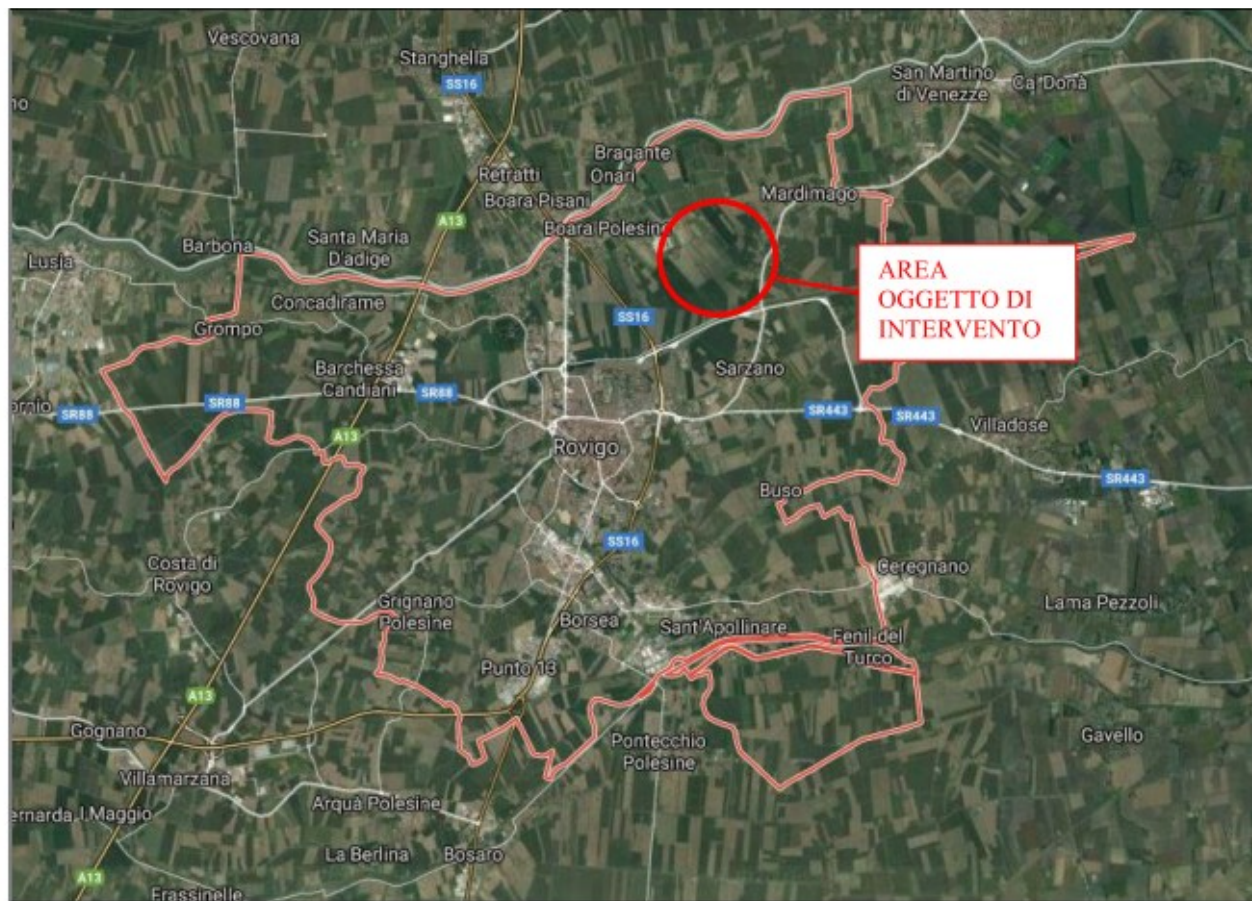 Vescovana
Stanghella
SS16
San Martino
di Venezze
Ca' Donà
Bragante
Onari
Retratti
Boara Pisani
Mardimago
A13
Boara Polesine
Santa Maria
D'adige
Barbona
Lusia
Concadirame
AREA
OGGETTO DI
INTERVENTO
Grompo
SS16
Barchessa
Candiani
SR88
Sarzano
SR88
SR88
SR443
SR443
Villadose
A13
Rovigo
SR443
Buso
SS16
Costa di
Rovigo
Ceregnano
Grignano
Polesine
Borsea
Sant'Apollinare
Lama Pezzoli
Fenil del
Turco
Punto 13
A13
Gognano
Pontecchio
Polesine
Gavello
Villamarzana
Arquà Polesine
I.Maggio
La Berlina
Bosaro
A13
Frassinelle